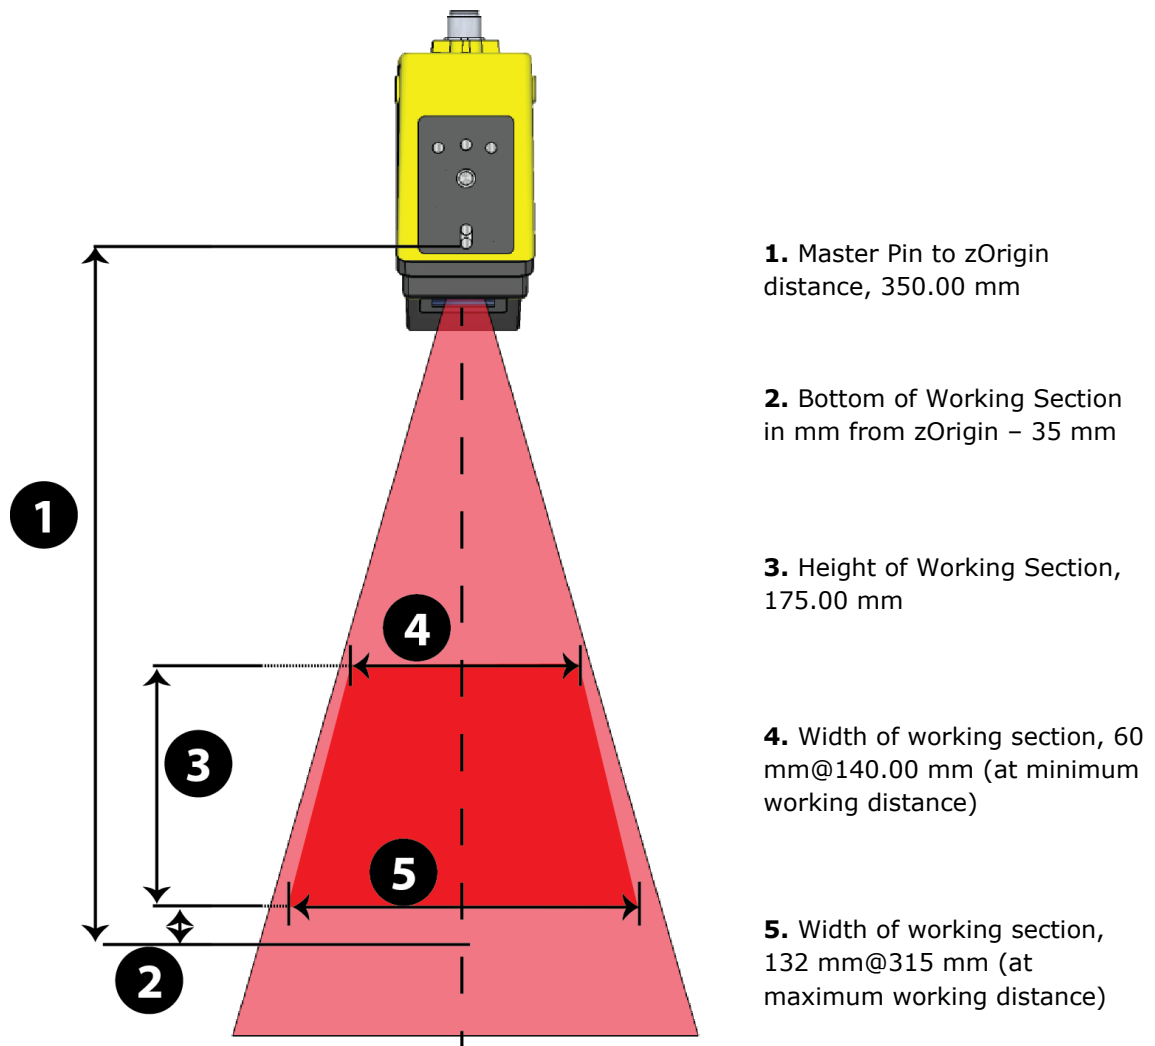 1. Master Pin to zOrigin
distance, 350.00 mm
2. Bottom of Working Section
in mm from zOrigin – 35 mm
1
3. Height of Working Section,
175.00 mm
4
3
4. Width of working section, 60
mm@140.00 mm (at minimum
working distance)
5
2
5. Width of working section,
132 mm@315 mm (at
maximum working distance)